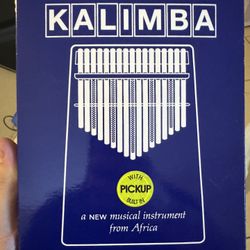 KALIMBA
WITH
PICKUP
BUILT IN
a NEW musical instrument
from Africa